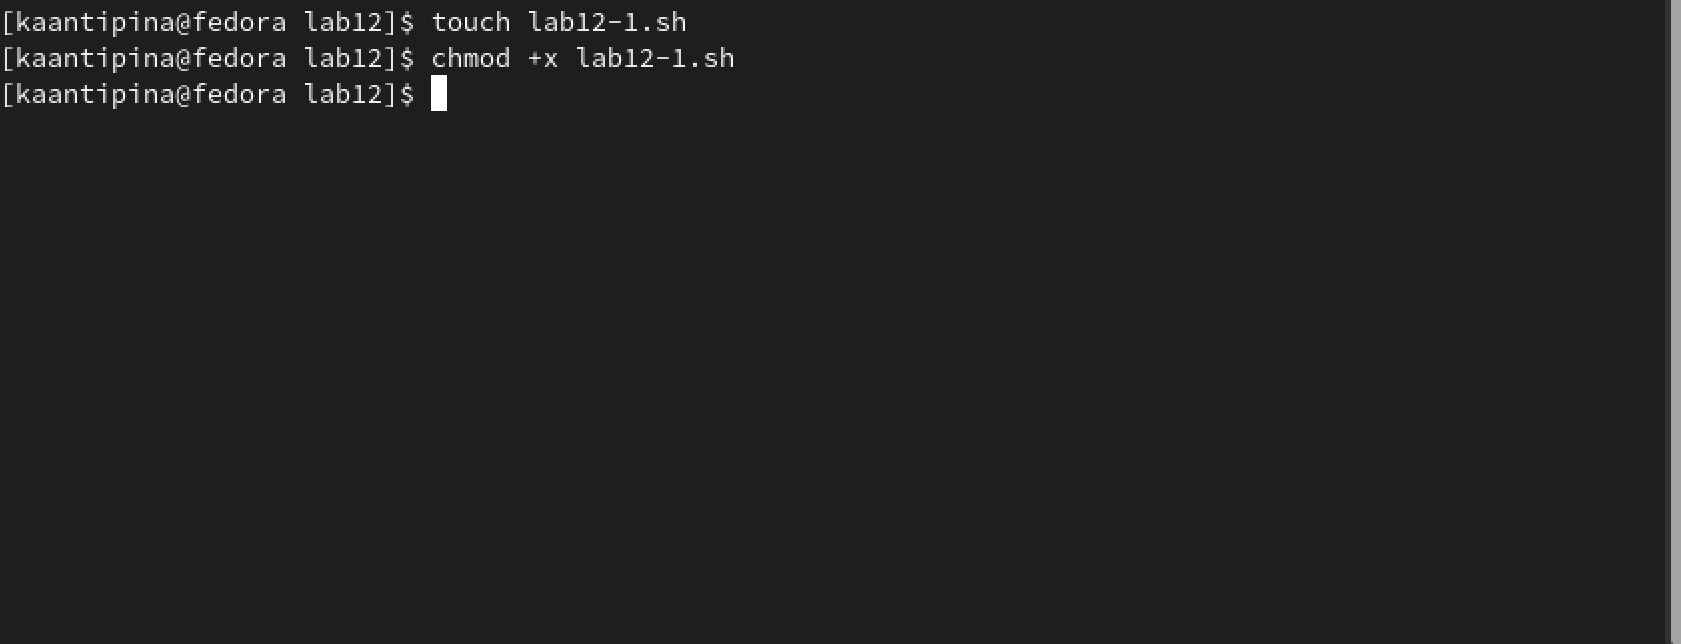 [kaantipina@fedora lab12]$ touch lab12-1.sh
[kaantipina@fedora lab12]$ chmod +x lab12-1.sh
[kaantipina@fedora lab12]$